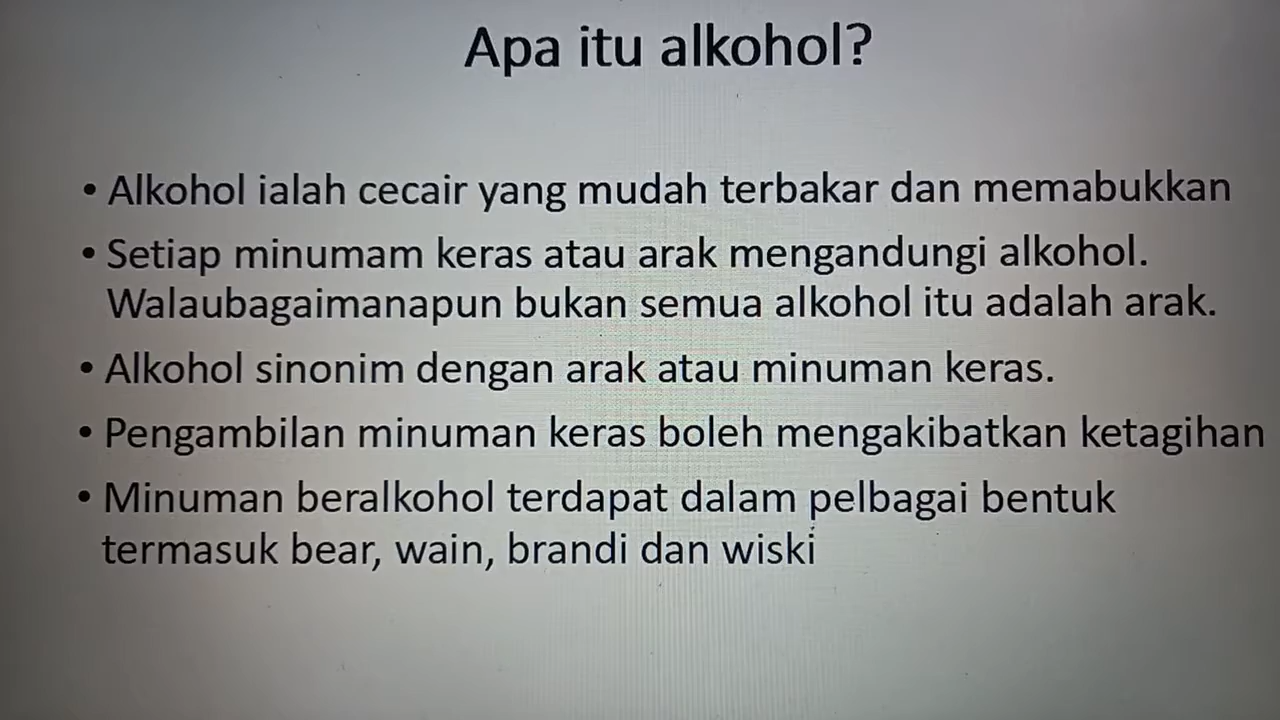 Apa itu alkohol?
• Alkohol ialah cecair yang mudah terbakar dan memabukkan
• Setiap minumam keras atau arak mengandungi alkohol.
Walaubagaimanapun bukan semua alkohol itu adalah arak.
• Alkohol sinonim dengan arak atau minuman keras.
• Pengambilan minuman keras boleh mengakibatkan ketagihan
• Minuman beralkohol terdapat dalam pelbagai bentuk
termasuk bear, wain, brandi dan wiski